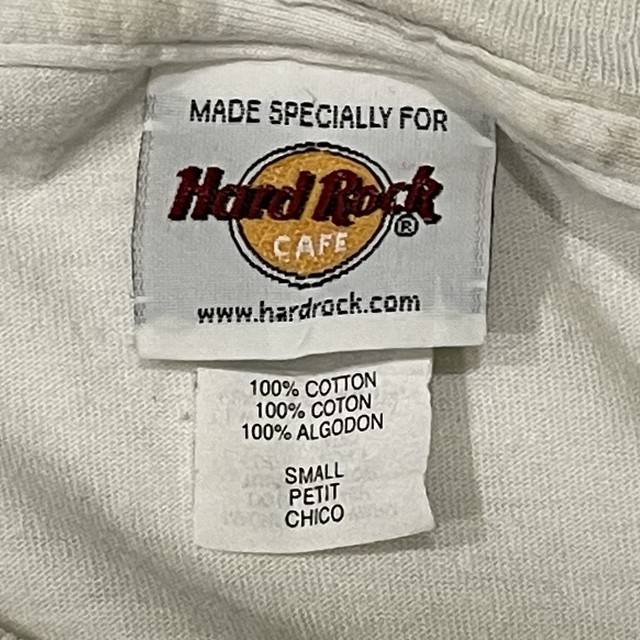 MADE SPECIALLY FOR
Hard Rock
CAFE
®
www.hardrock.com
100% COTTON
100% COTON
100% ALGODON
SMALL
PETIT
CHICO